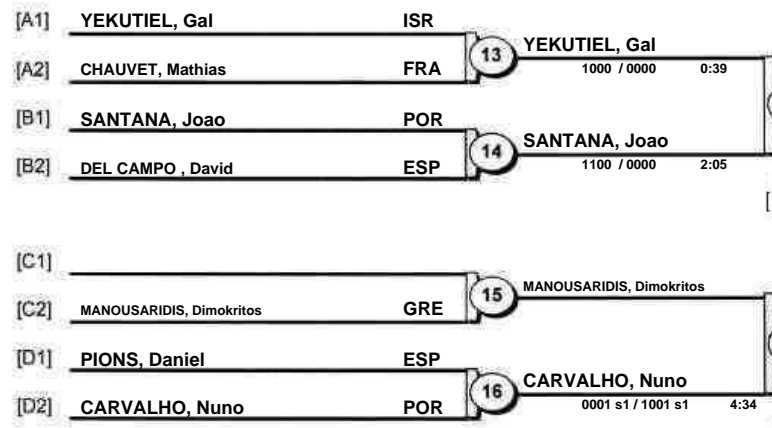 [A1] YEKUTIEL, Gal ISR
13 YEKUTIEL, Gal
[A2] CHAUVET, Mathias FRA
1000 / 0000 0:39
[B1] SANTANA, Joao POR
14 SANTANA, Joao
[B2] DEL CAMPO , David ESP
1100 / 0000 2:05
[
[C1]
15 MANOUSARIDIS, Dimokritos
[C2] MANOUSARIDIS, Dimokritos GRE
[D1] PIONS, Daniel ESP
16 CARVALHO, Nuno
[D2] CARVALHO, Nuno POR
0001 s1 / 1001 s1 4:34